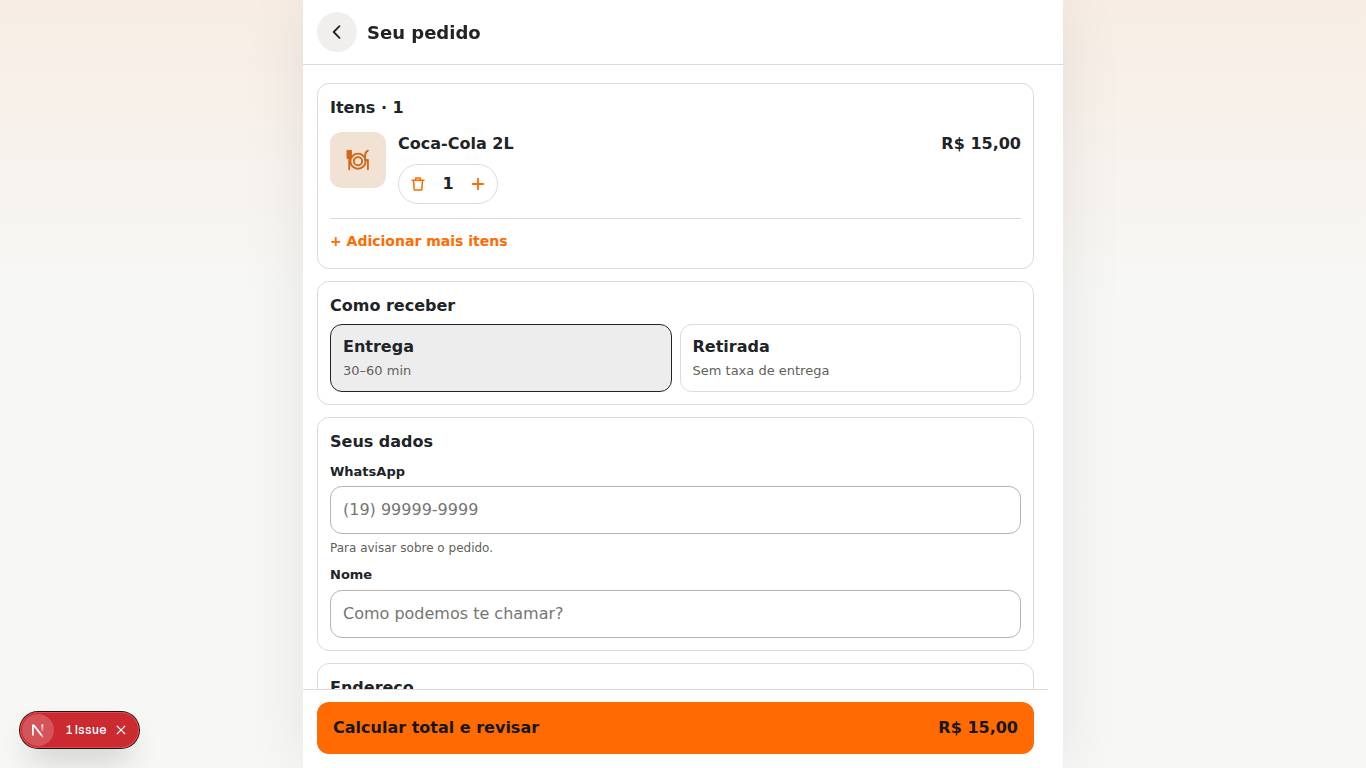 Seu pedido
Itens · 1
Coca-Cola 2L
R$ 15,00
1
+ Adicionar mais itens
Como receber
Entrega
30–60 min
Retirada
Sem taxa de entrega
Seus dados
WhatsApp
(19) 99999-9999
Para avisar sobre o pedido.
Nome
Como podemos te chamar?
Endereço
Calcular total e revisar
R$ 15,00
N
1 Issue